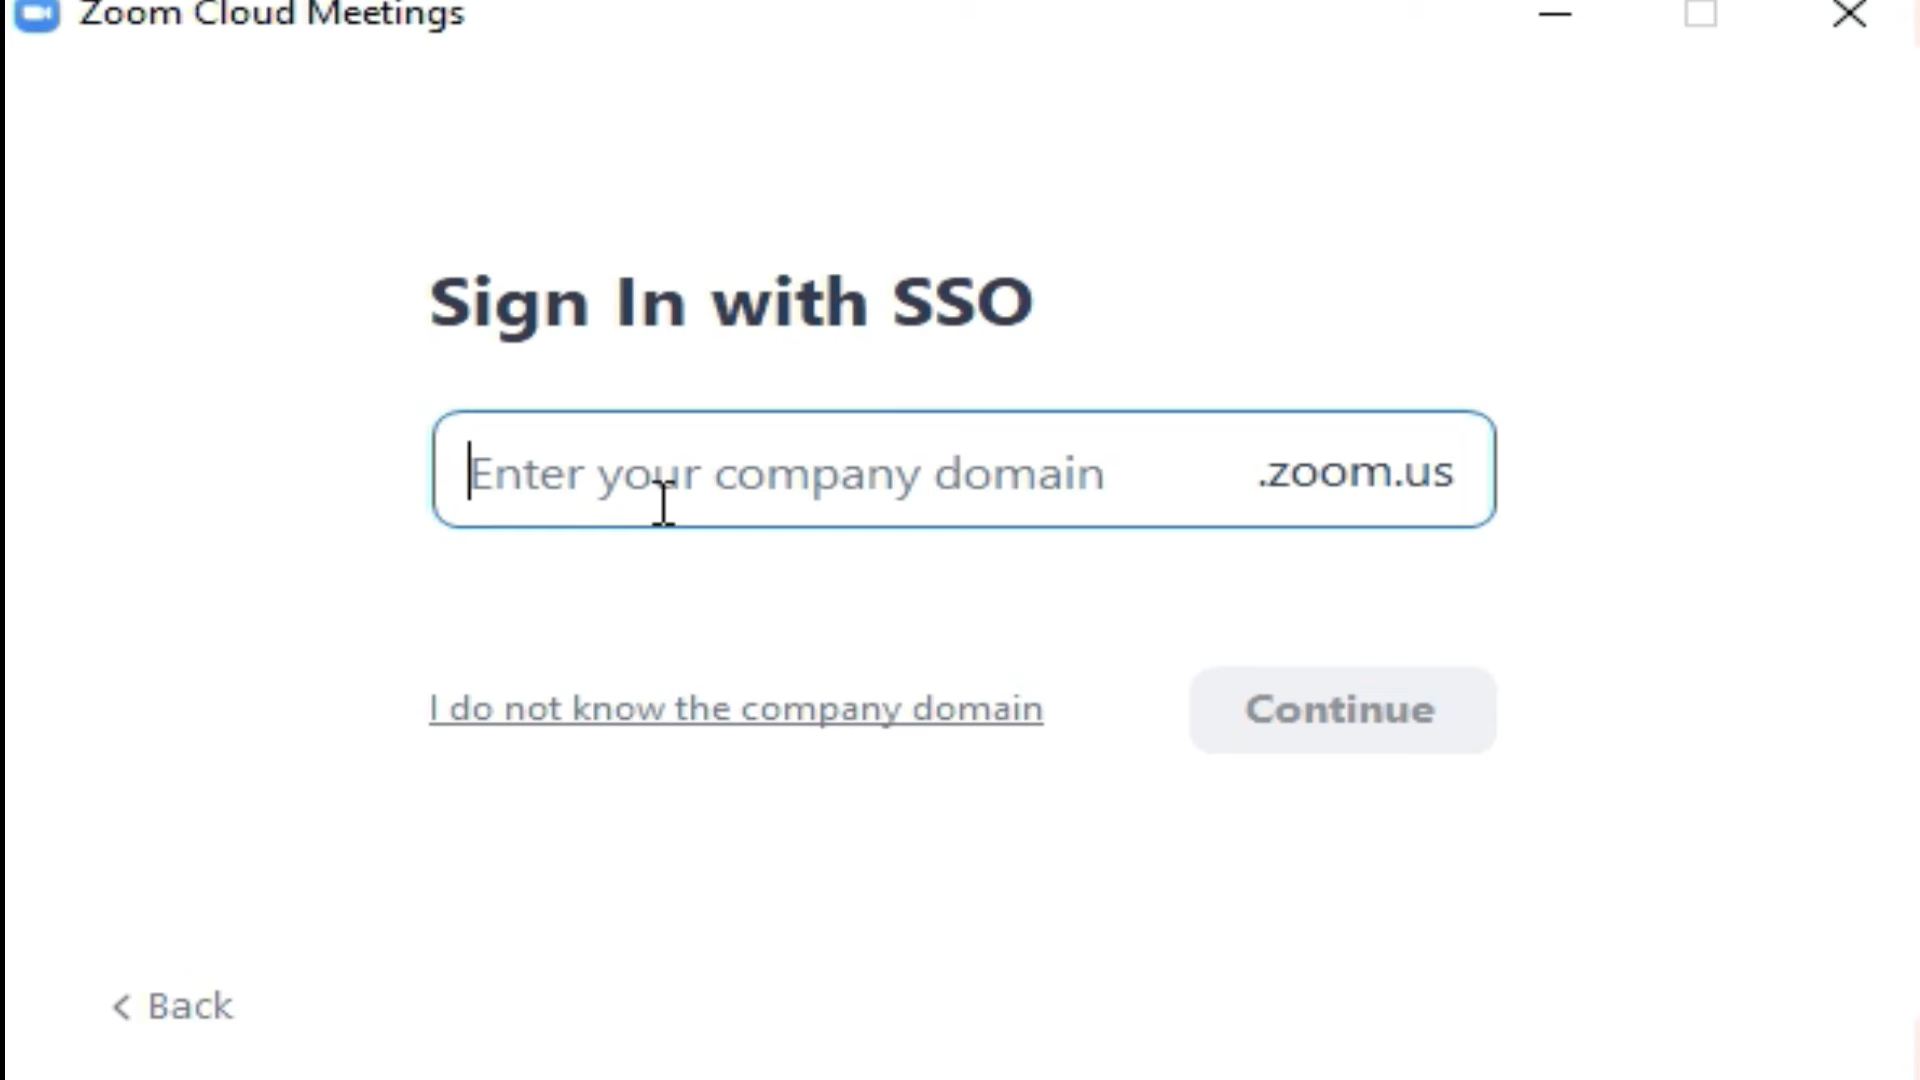 Zoom Cloud Meetings
Sign In with SSO
Enter your company domain .zoom.us
I do not know the company domain
Continue
< Back